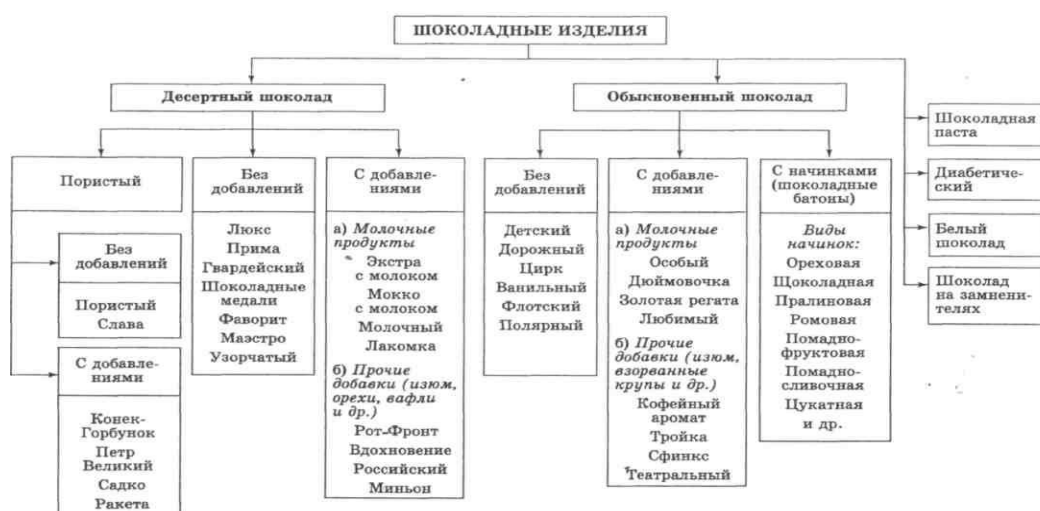 ШОКОЛАДНЫЕ ИЗДЕЛИЯ
Десертный шоколад
Обыкновенный шоколад
Пористый
Без
добавлений
Пористый
Слава
С добавле-
ниями
Конек-
Горбунок
Петр
Великий
Садко
Ракета
Без
добавлений
Люкс
Прима
Гвардейский
Шоколадные
медали
Фаворит
Маэстро
Узорчатый
С добавле-
ниями
а) Молочные
продукты
Экстра
с молоком
Мокко
с молоком
Молочный
Лакомка
б) Прочие
добавки (изюм,
орехи, вафли
и др.)
Рот-Фронт
Вдохновение
Российский
Миньон
Без
добавлений
Детский
Дорожный
Цирк
Ванильный
Флотский
Полярный
С добавле-
ниями
а) Молочные
продукты
Особый
Дюймовочка
Золотая регата
Любимый
б) Прочие
добавки (изюм,
взорванные
крупы и др.)
Кофейный
аромат
Тройка
Сфинкс
Театральный
С начинками
(шоколадные
батоны)
Виды
начинок:
Ореховая
Щоколадная
Пралиновая
Ромовая
Помадно-
фруктовая
Помадно-
сливочная
Цукатная
и др.
Шоколадная
паста
Диабетиче-
ский
Белый
шоколад
Шоколад
на замнени-
телях